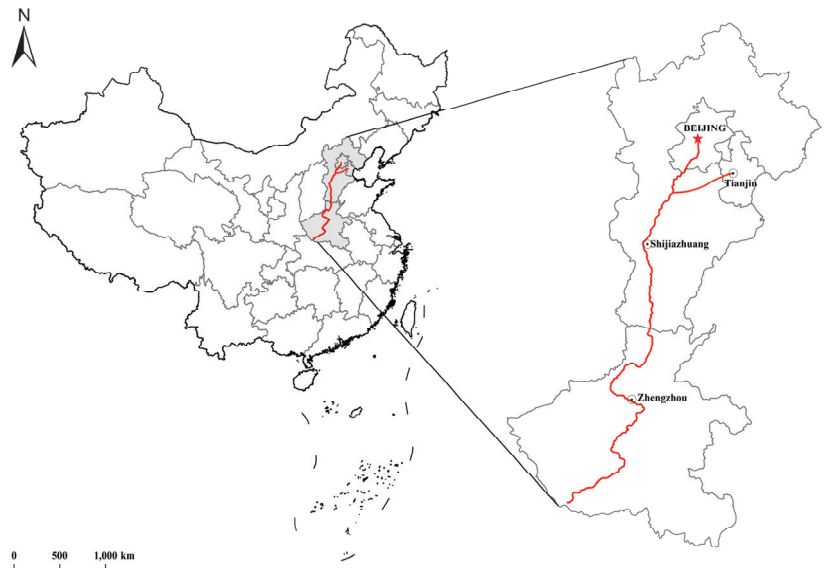 N
BEIJING
Tianjin
Shijiazhuang
Zhengzhou
0 500 1,000 km